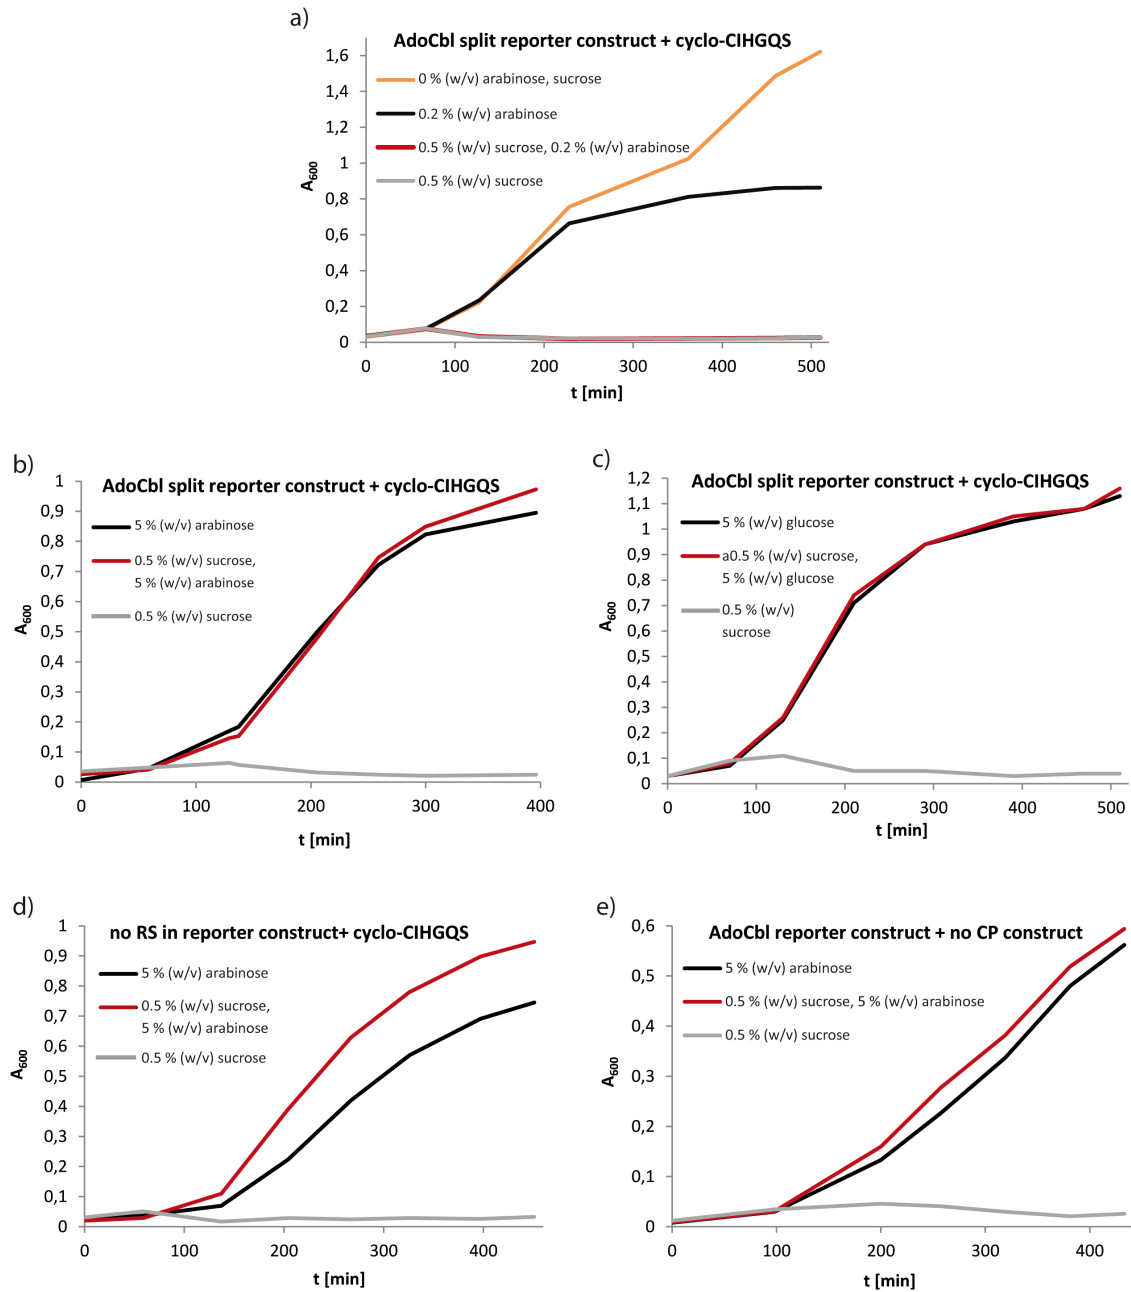 a)
AdoCbl split reporter construct + cyclo-CIHGQS
1,6
1,4
1,2
1
0,8
0,6
0,4
0,2
0
A600
0 % (w/v) arabinose, sucrose
0.2 % (w/v) arabinose
0.5 % (w/v) sucrose, 0.2 % (w/v) arabinose
0.5 % (w/v) sucrose
0 100 200 300 400 500
t [min]
b)
AdoCbl split reporter construct + cyclo-CIHGQS
1
0,9
0,8
0,7
0,6
0,5
0,4
0,3
0,2
0,1
0
A600
5 % (w/v) arabinose
0.5 % (w/v) sucrose,
5 % (w/v) arabinose
0.5 % (w/v) sucrose
0 100 200 300 400
t [min]
c)
AdoCbl split reporter construct + cyclo-CIHGQS
1,2
1,1
1
0,9
0,8
0,7
0,6
0,5
0,4
0,3
0,2
0,1
0
A600
5 % (w/v) glucose
a0.5 % (w/v) sucrose,
5 % (w/v) glucose
0.5 % (w/v)
sucrose
0 100 200 300 400 500
t [min]
d)
no RS in reporter construct+ cyclo-CIHGQS
1
0,9
0,8
0,7
0,6
0,5
0,4
0,3
0,2
0,1
0
A600
5 % (w/v) arabinose
0.5 % (w/v) sucrose,
5 % (w/v) arabinose
0.5 % (w/v) sucrose
0 100 200 300 400
t [min]
e)
AdoCbl reporter construct + no CP construct
0,6
0,5
0,4
0,3
0,2
0,1
0
A600
5 % (w/v) arabinose
0.5 % (w/v) sucrose, 5 % (w/v) arabinose
0.5 % (w/v) sucrose
0 100 200 300 400
t [min]